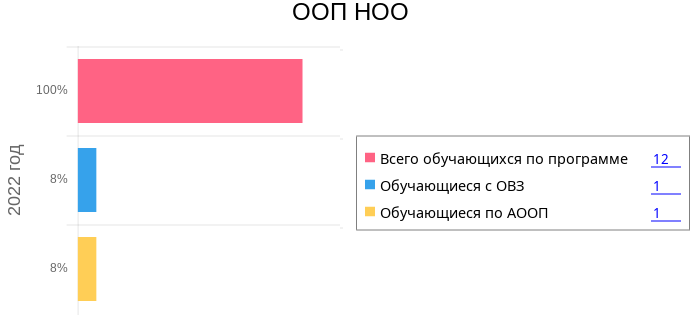 ООП НОО
100%
8%
8%
2022 год
Всего обучающихся по программе 12
Обучающиеся с ОВЗ 1
Обучающиеся по АООП 1